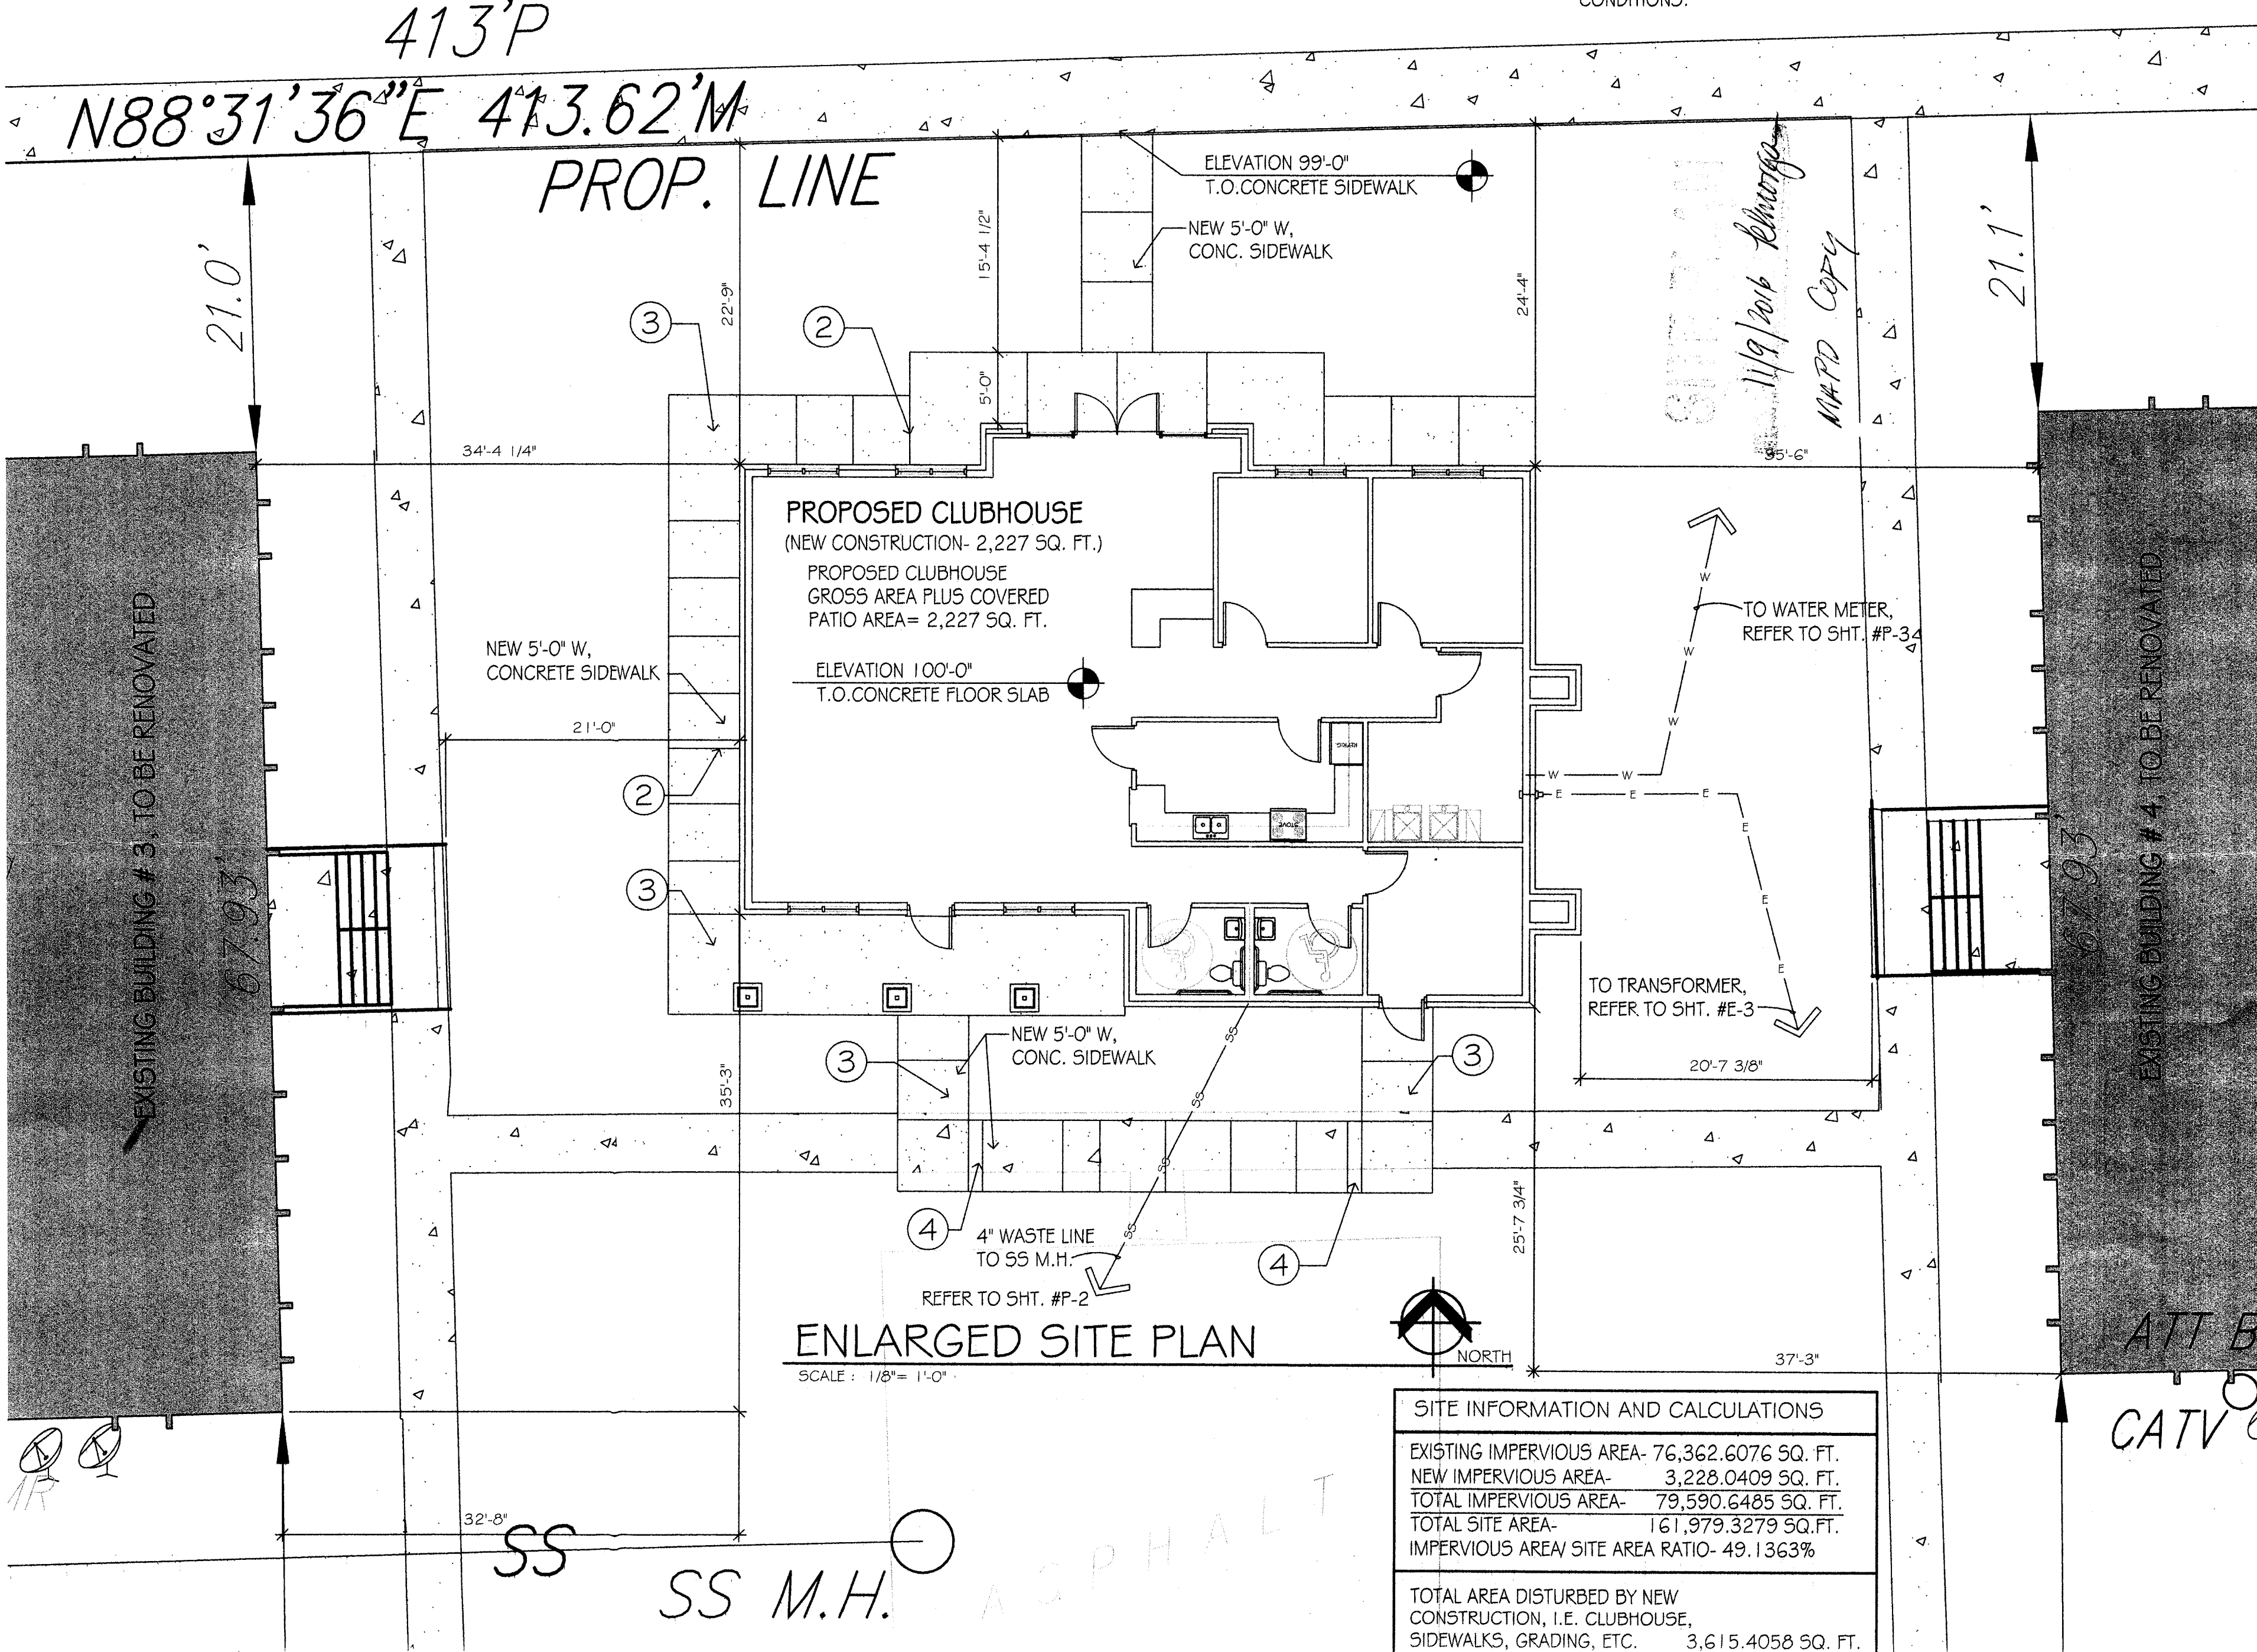 CONDITIONS.
413'P
N88°31'36"E 413.62'M
PROP. LINE
ELEVATION 99'-0"
T.O.CONCRETE SIDEWALK
NEW 5'-0" W,
CONC. SIDEWALK
21.0'
22'-9"
15'-4 1/2"
5'-0"
24'-4"
11/9/2016
MAPD COPY
21.1'
3
2
34'-4 1/4"
35'-6"
PROPOSED CLUBHOUSE
(NEW CONSTRUCTION- 2,227 SQ. FT.)
PROPOSED CLUBHOUSE
GROSS AREA PLUS COVERED
PATIO AREA= 2,227 SQ. FT.
ELEVATION 100'-0"
T.O.CONCRETE FLOOR SLAB
NEW 5'-0" W,
CONCRETE SIDEWALK
21'-0"
2
3
EXISTING BUILDING # 3, TO BE RENOVATED
67.93'
REFRIG.
STOVE
W
W
W
W
W
TO WATER METER,
REFER TO SHT. #P-3
E
E
E
E
E
E
TO TRANSFORMER,
REFER TO SHT. #E-3
EXISTING BUILDING # 4, TO BE RENOVATED
67.93'
20'-7 3/8"
NEW 5'-0" W,
CONC. SIDEWALK
3
3
35'-3"
SS
SS
SS
SS
4
4
4" WASTE LINE
TO SS M.H.
REFER TO SHT. #P-2
25'-7 3/4"
ENLARGED SITE PLAN
SCALE : 1/8"= 1'-0"
NORTH
37'-3"
ATT B
CATV
32'-8"
SS
SS M.H.
ASPHALT
SITE INFORMATION AND CALCULATIONS
EXISTING IMPERVIOUS AREA- 76,362.6076 SQ. FT.
NEW IMPERVIOUS AREA- 3,228.0409 SQ. FT.
TOTAL IMPERVIOUS AREA- 79,590.6485 SQ. FT.
TOTAL SITE AREA- 161,979.3279 SQ.FT.
IMPERVIOUS AREA/ SITE AREA RATIO- 49.1363%
TOTAL AREA DISTURBED BY NEW
CONSTRUCTION, I.E. CLUBHOUSE,
SIDEWALKS, GRADING, ETC. 3,615.4058 SQ. FT.